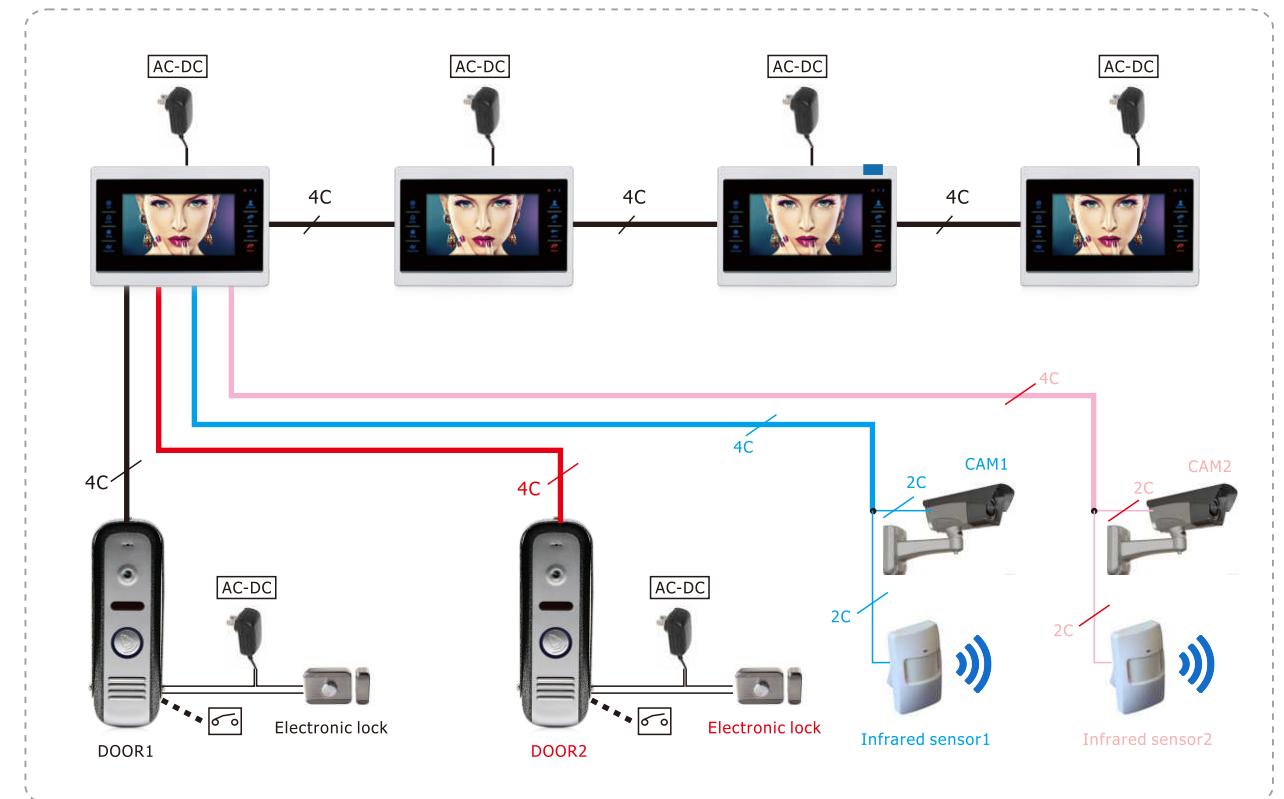 AC-DC
AC-DC
AC-DC
AC-DC
4C
4C
4C
4C
4C
CAM1
CAM2
2C
2C
4C
4C
AC-DC
AC-DC
2C
2C
Electronic lock
Electronic lock
Infrared sensor1
Infrared sensor2
DOOR1
DOOR2